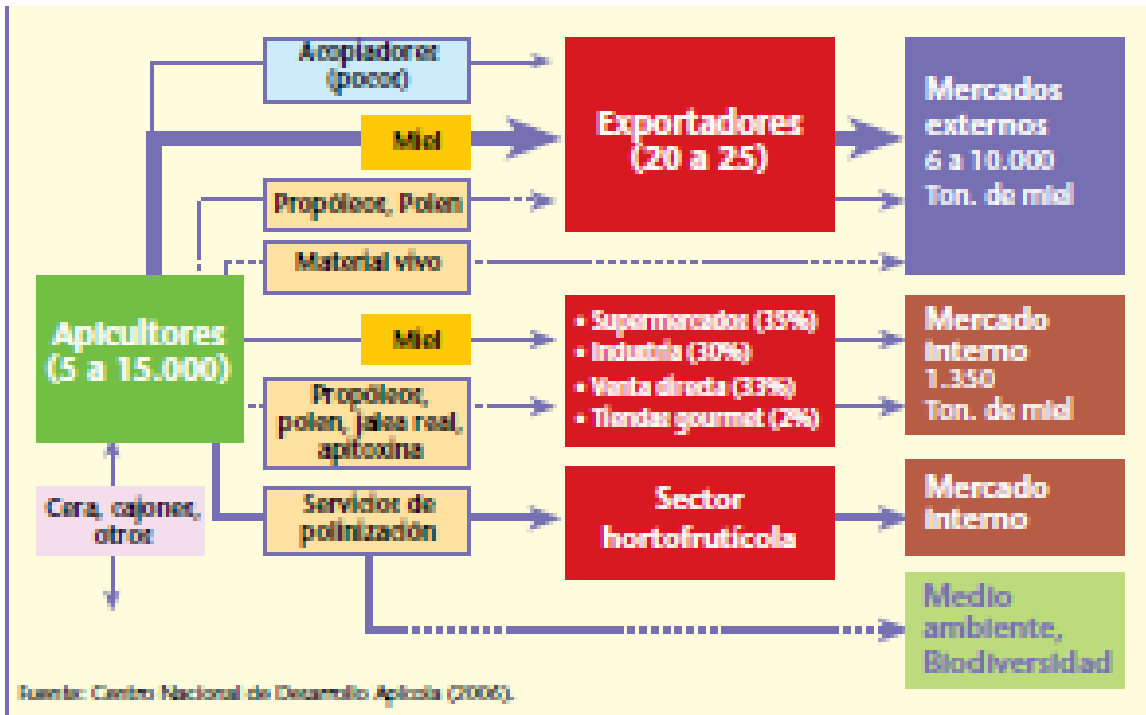 Acopiadores
(pocos)
Miel
Propóleos, Polen
Material vivo
Exportadores
(20 a 25)
Mercados
externos
6 a 10.000
Ton. de miel
Apicultores
(5 a 15.000)
Miel
Propóleos,
polen, jalea real,
apitoxina
Servicios de
polinización
Cera, cajones,
otros
• Supermercados (35%)
• Industria (30%)
• Venta directa (33%)
• Tiendas gourmet (2%)
Mercado
Interno
1.350
Ton. de miel
Sector
hortofrutícola
Mercado
Interno
Medio
ambiente,
Biodiversidad
Fuente: Centro Nacional de Desarrollo Apícola (2006).